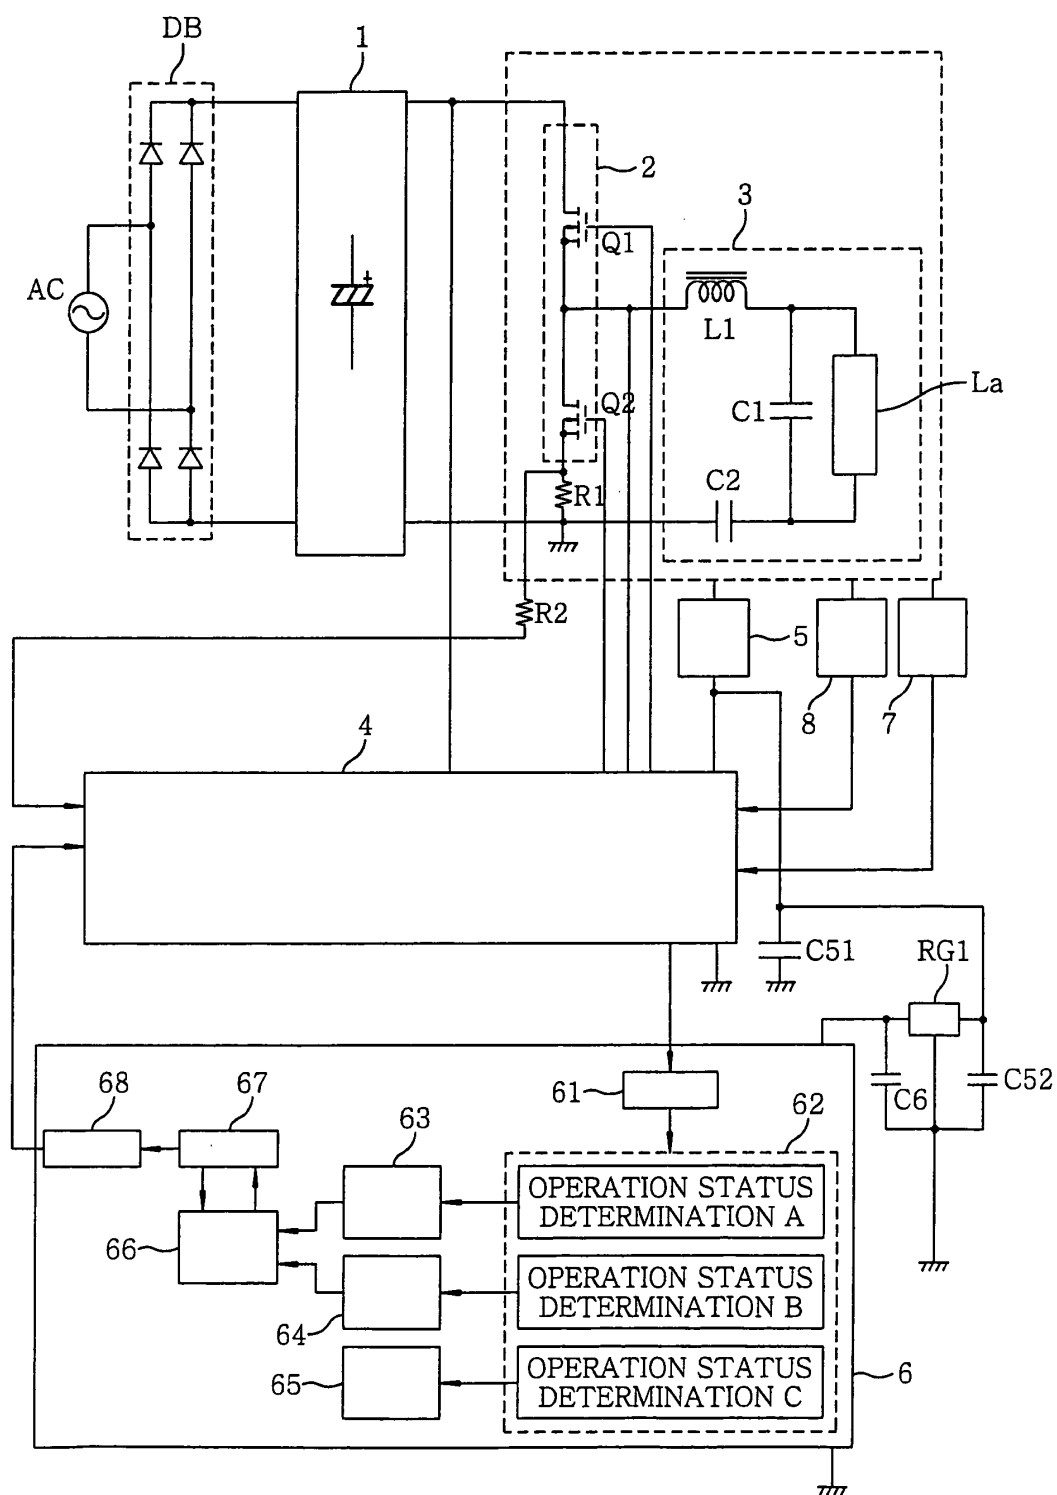 DB
1
2
3
Q1
AC
L1
Q2
C1
La
C2
R1
R2
5
8
7
4
C51
RG1
C6
C52
68
67
61
62
63
OPERATION STATUS
DETERMINATION A
66
OPERATION STATUS
DETERMINATION B
64
65
OPERATION STATUS
DETERMINATION C
6